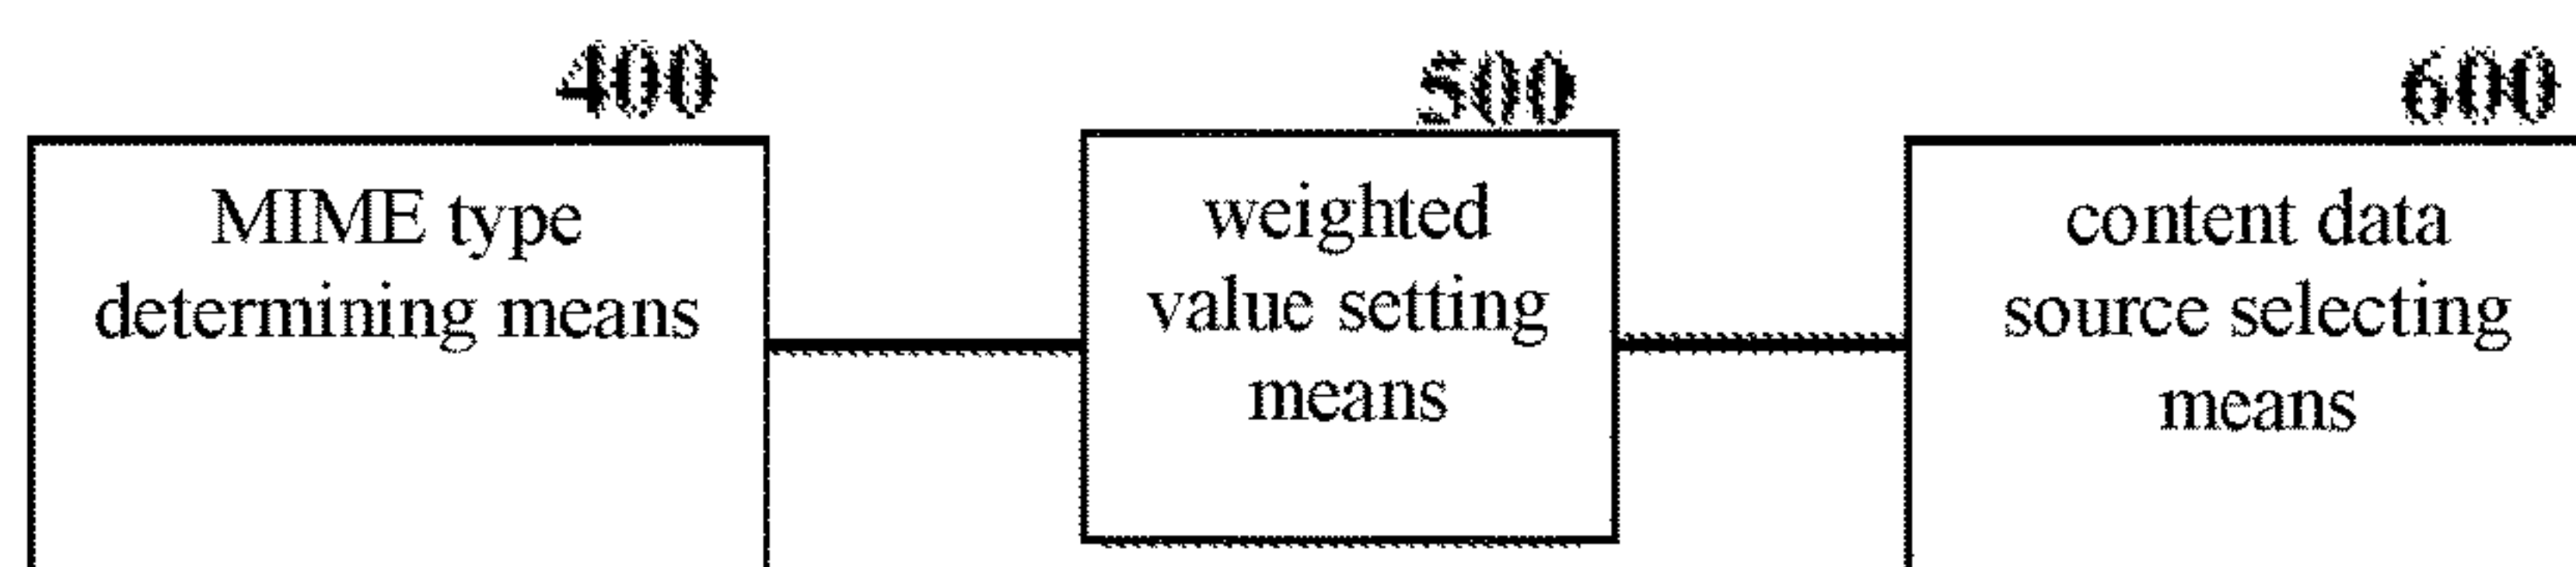 400
MIME type
determining means
500
weighted
value setting
means
600
content data
source selecting
means